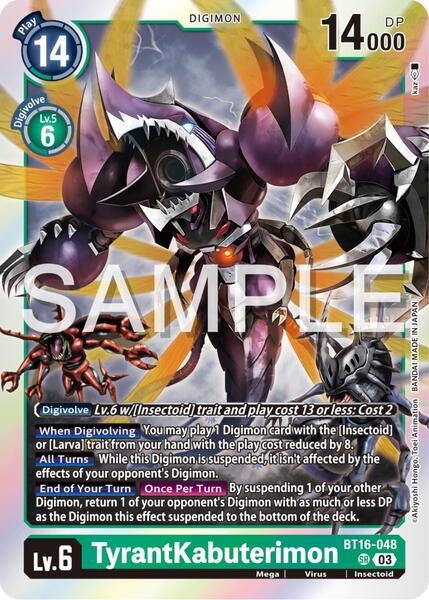 Play
14
DIGIMON
14000
DP
Digivolve
Lv.5
6
kaz
SAMPLE
Digivolve Lv.6 w/[Insectoid] trait and play cost 13 or less: Cost 2
When Digivolving You may play 1 Digimon card with the [Insectoid]
or [Larva] trait from your hand with the play cost reduced by 8.
All Turns While this Digimon is suspended, it isn't affected by the
effects of your opponent's Digimon.
End of Your Turn Once Per Turn By suspending 1 of your other
Digimon, return 1 of your opponent's Digimon with as much or less DP
as the Digimon this effect suspended to the bottom of the deck.
©Akiyoshi Hongo, Toei Animation BANDAI MADE IN JAPAN
Lv.6
TyrantKabuterimon
BT16-048
SR 03
Mega Virus Insectoid